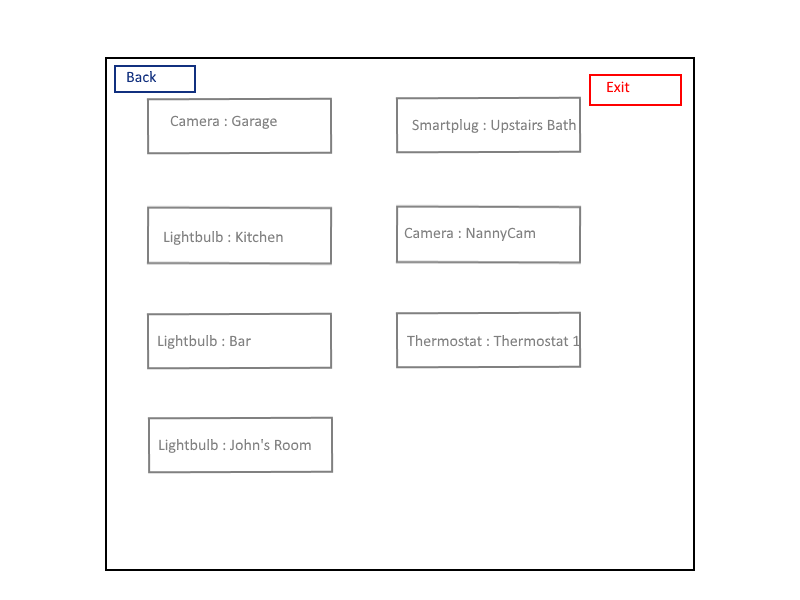 Back
Exit
Camera : Garage
Smartplug : Upstairs Bath
Lightbulb : Kitchen
Camera : NannyCam
Lightbulb : Bar
Thermostat : Thermostat 1
Lightbulb : John's Room